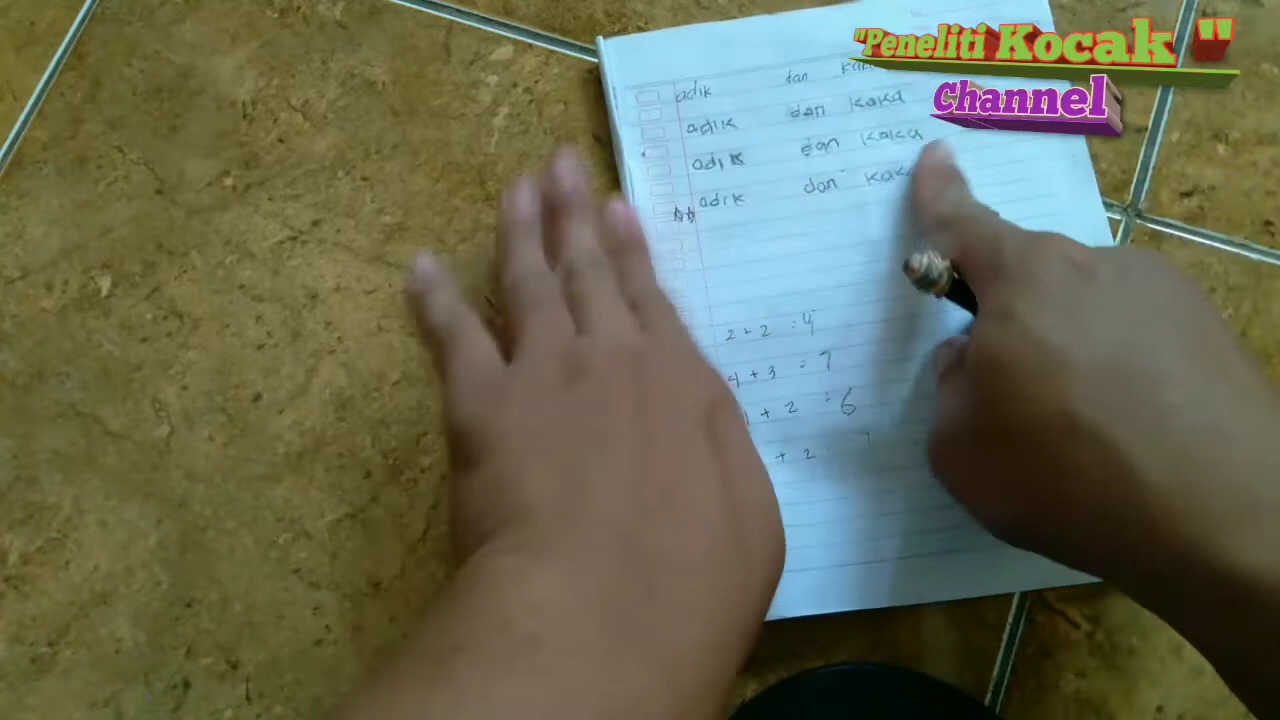 "Peneliti Kocak "
Channel
adik dan
adik dan kaka
adik dan kaka
adik dan
2 + 2 = 4
4 + 3 = 7
+ 2 = 6
+ 2